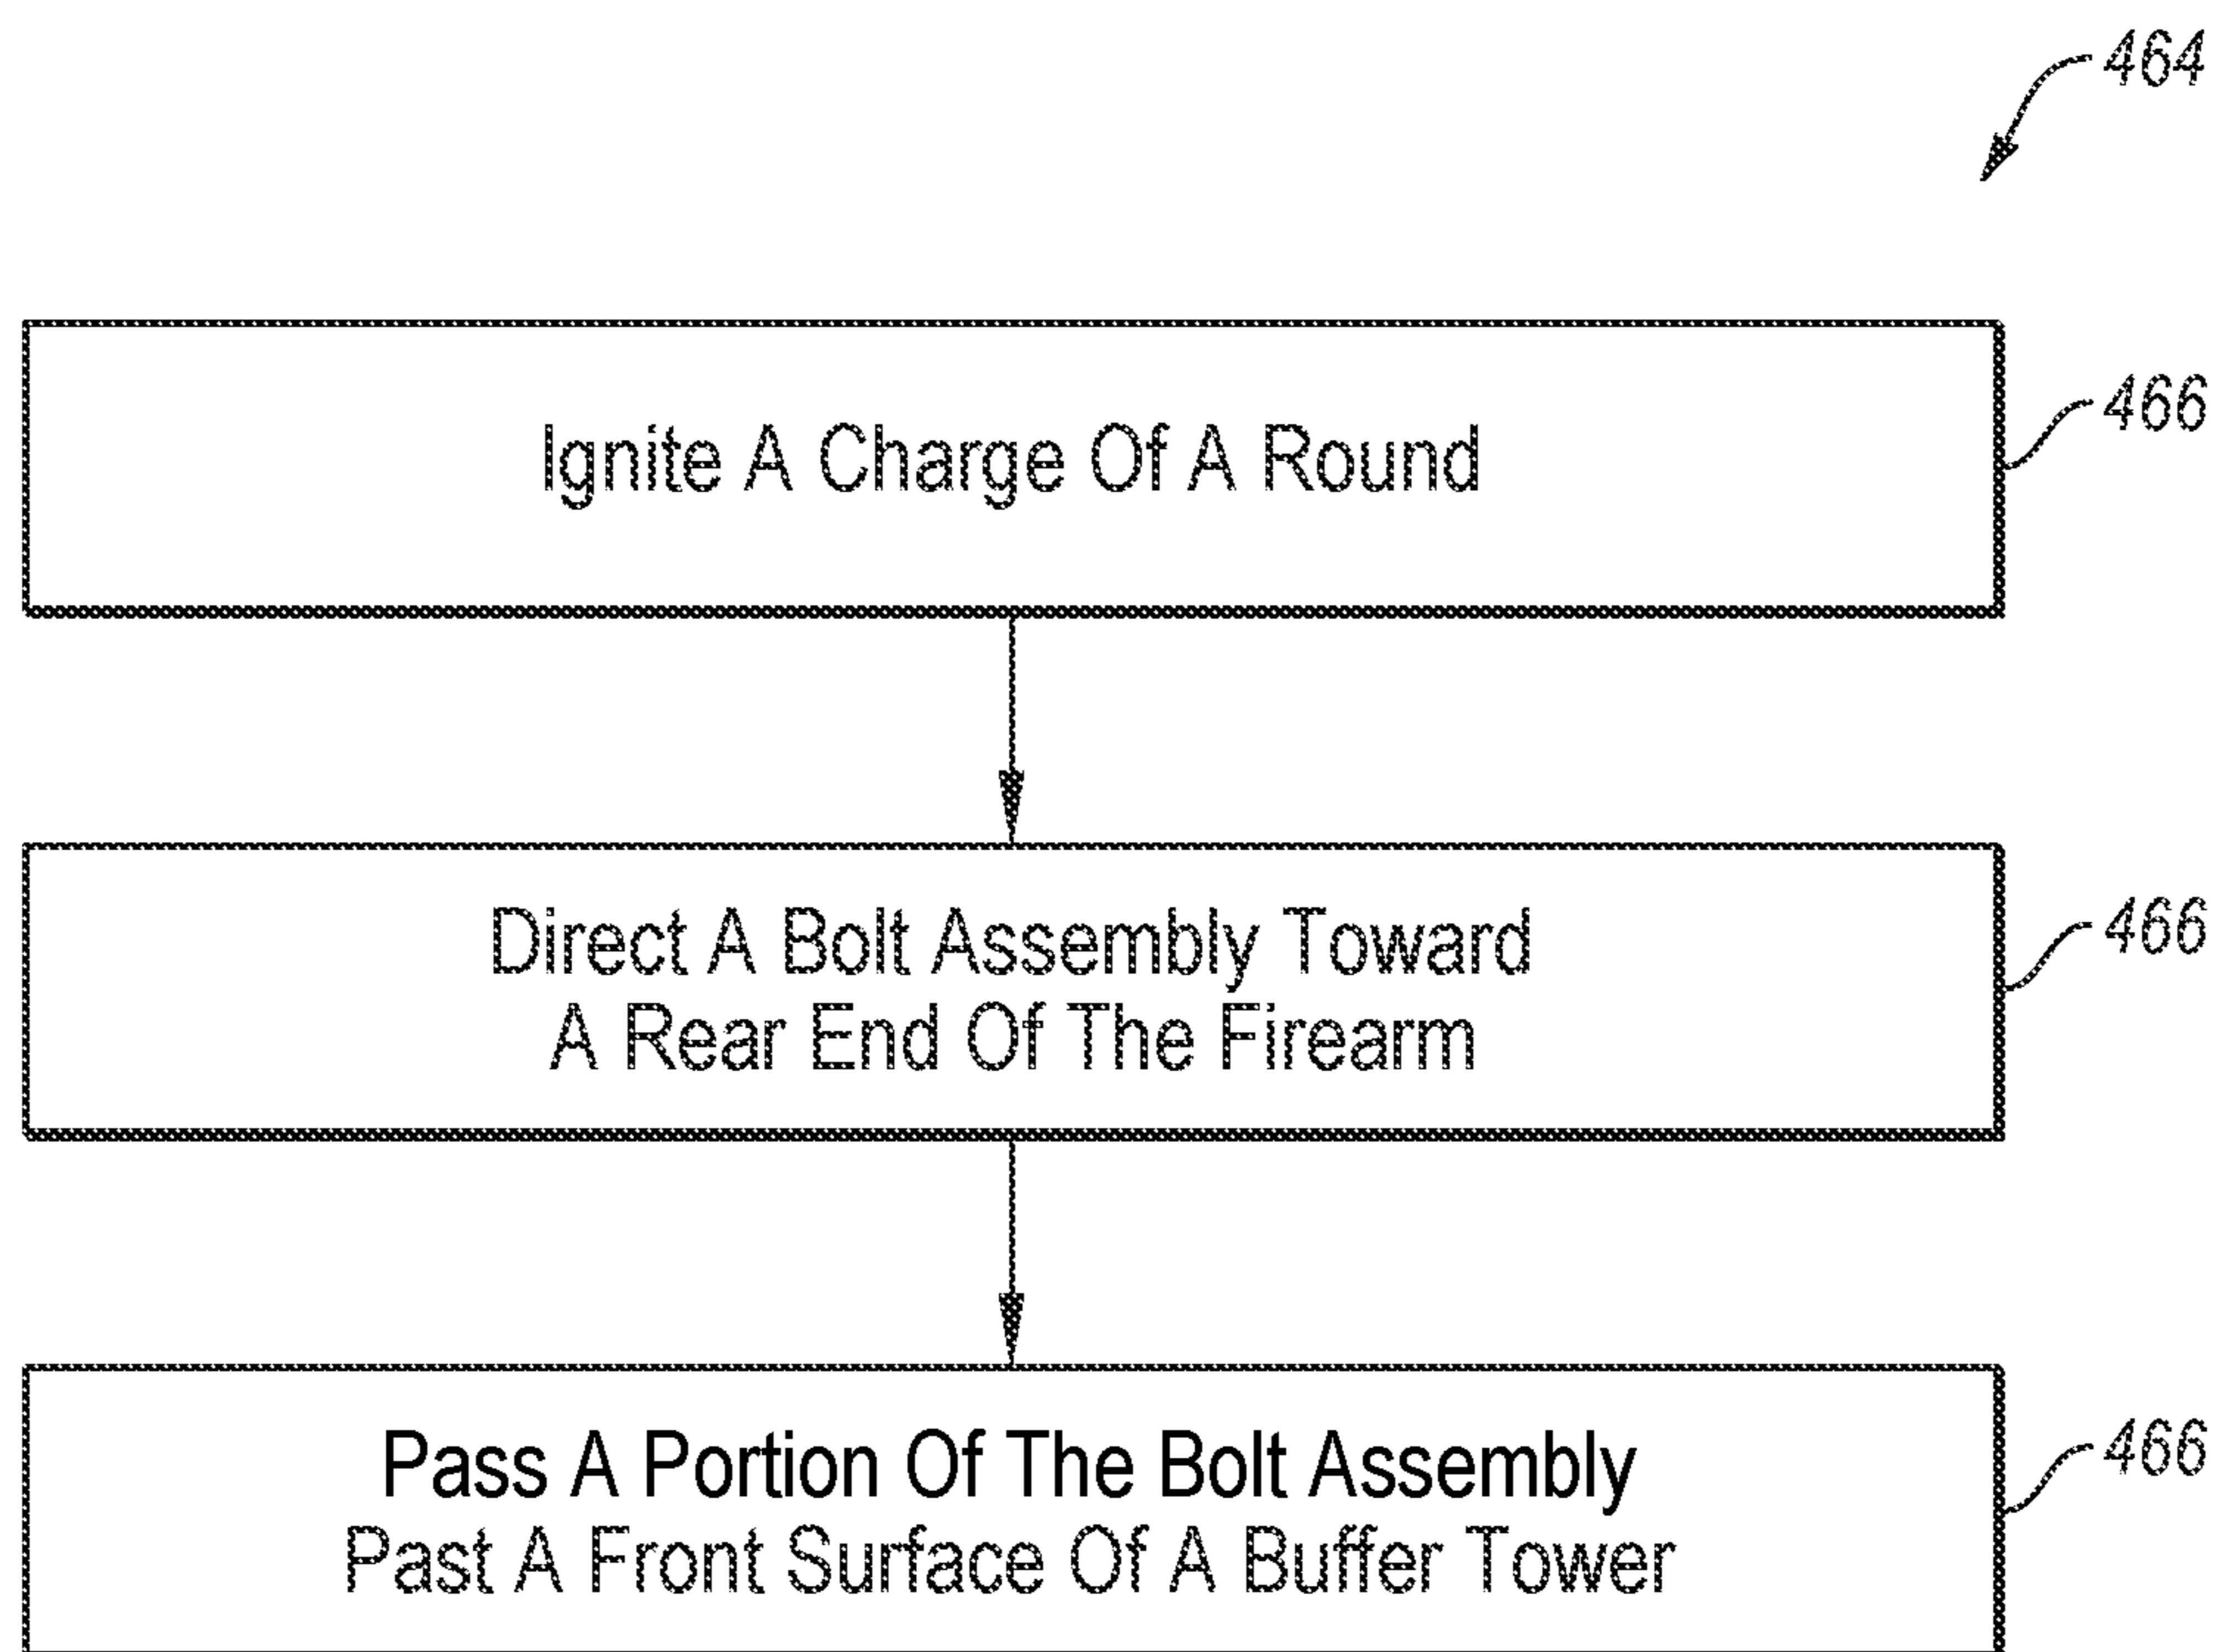 464
Ignite A Charge Of A Round
466
Direct A Bolt Assembly Toward
A Rear End Of The Firearm
466
Pass A Portion Of The Bolt Assembly
Past A Front Surface Of A Buffer Tower
466